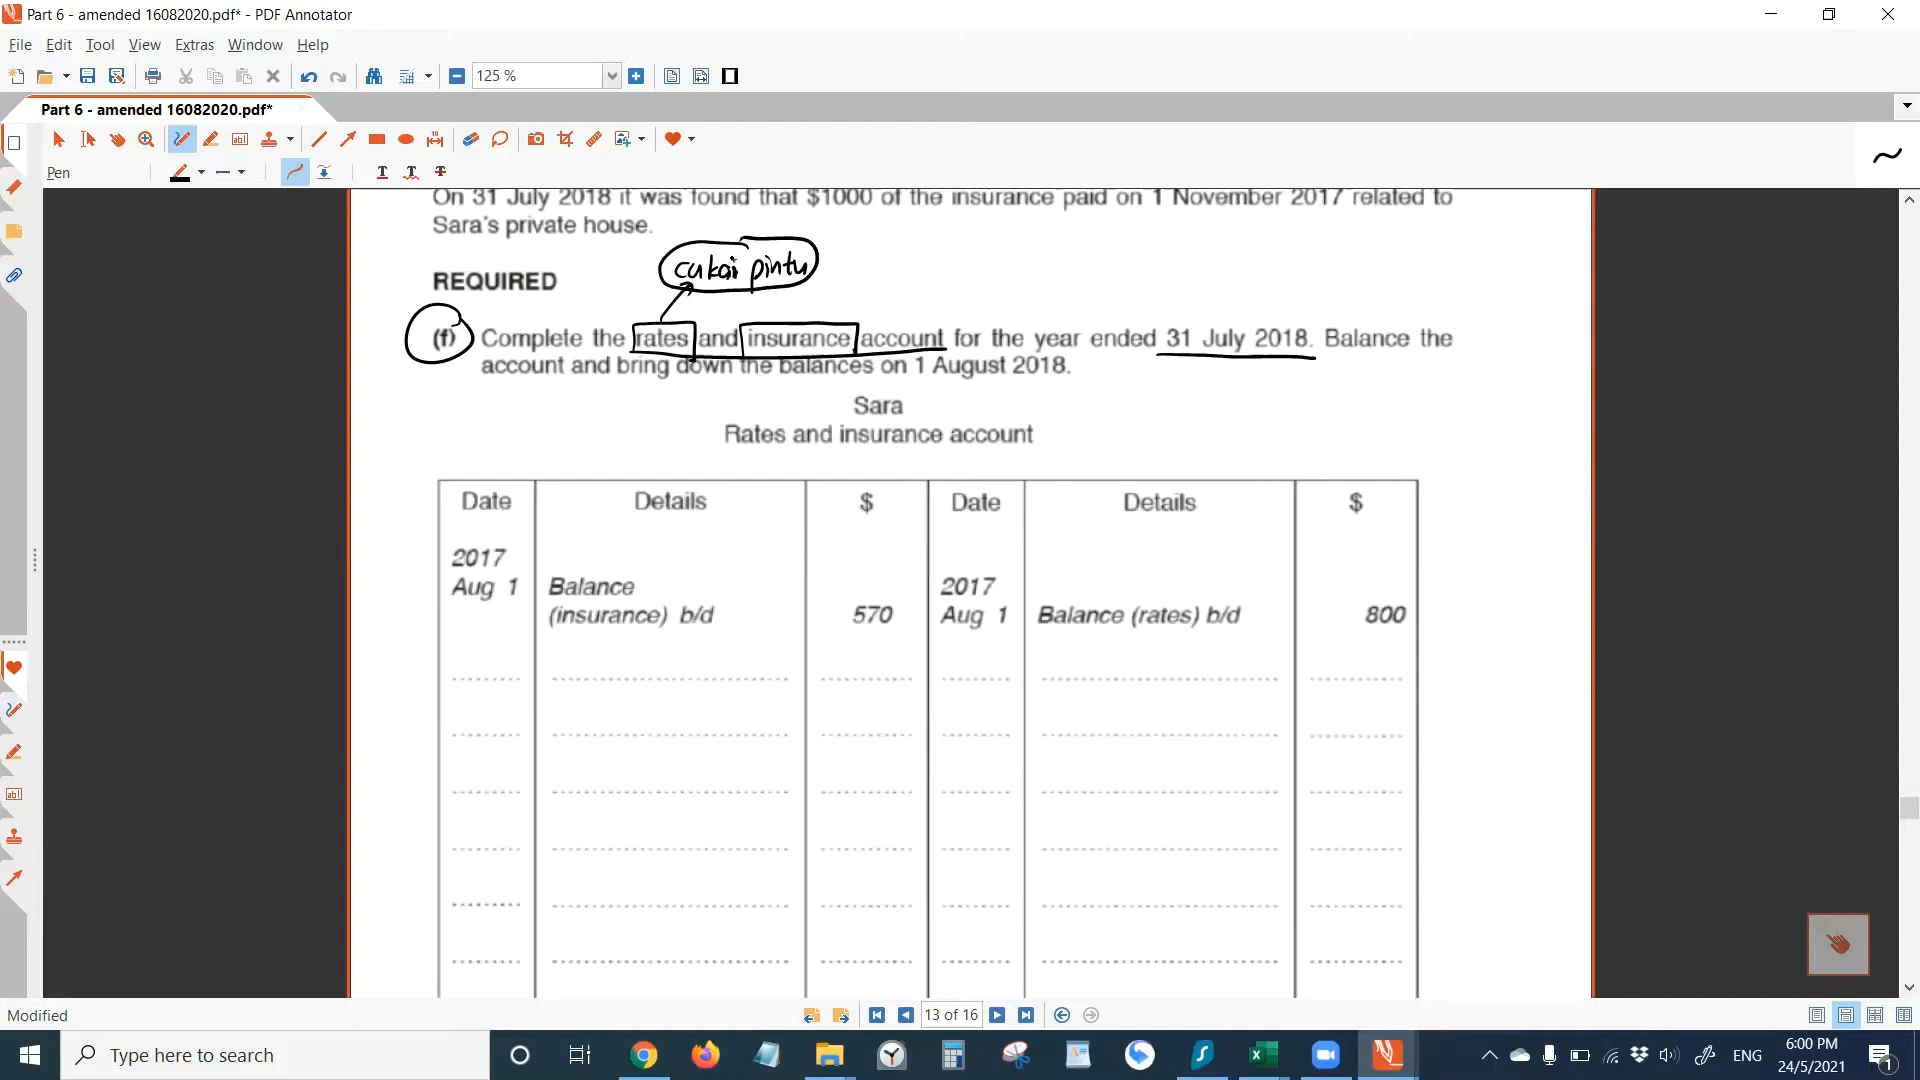 Part 6 - amended 16082020.pdf* - PDF Annotator
File Edit Tool View Extras Window Help
125 %
Part 6 - amended 16082020.pdf*
Pen
On 31 July 2018 it was found that $1000 of the insurance paid on 1 November 2017 related to
Sara's private house.
cukai pintu
REQUIRED
(f) Complete the rates and insurance account for the year ended 31 July 2018. Balance the
account and bring down the balances on 1 August 2018.
Sara
Rates and insurance account
Date Details $ Date Details $
2017
Aug 1 Balance 2017
(insurance) b/d 570 Aug 1 Balance (rates) b/d 800
Modified 13 of 16
Type here to search
ENG
6:00 PM
24/5/2021
1